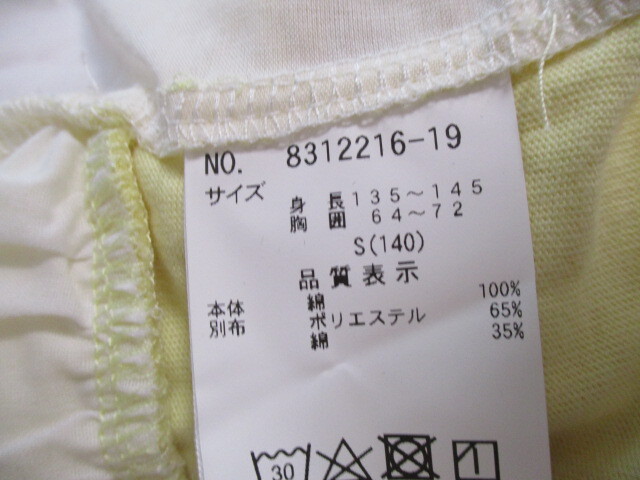 NO. 8312216-19
サイズ
身長 135~145
胸囲 64~72
S(140)
品質表示
本体 綿 100%
別布 ポリエステル 65%
綿 35%
30